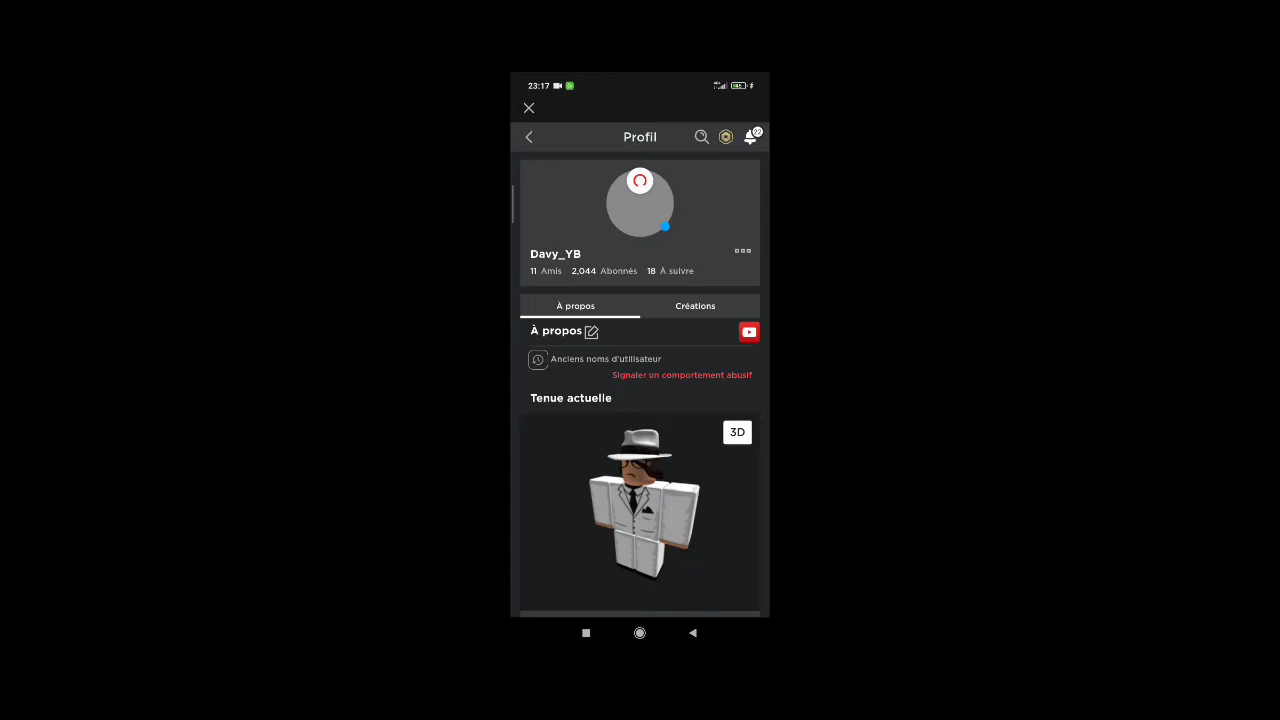 23:17
Profil
22
Davy_YB
11 Amis 2,044 Abonnés 18 À suivre
À propos Créations
À propos
Anciens noms d'utilisateur
Signaler un comportement abusif
Tenue actuelle
3D